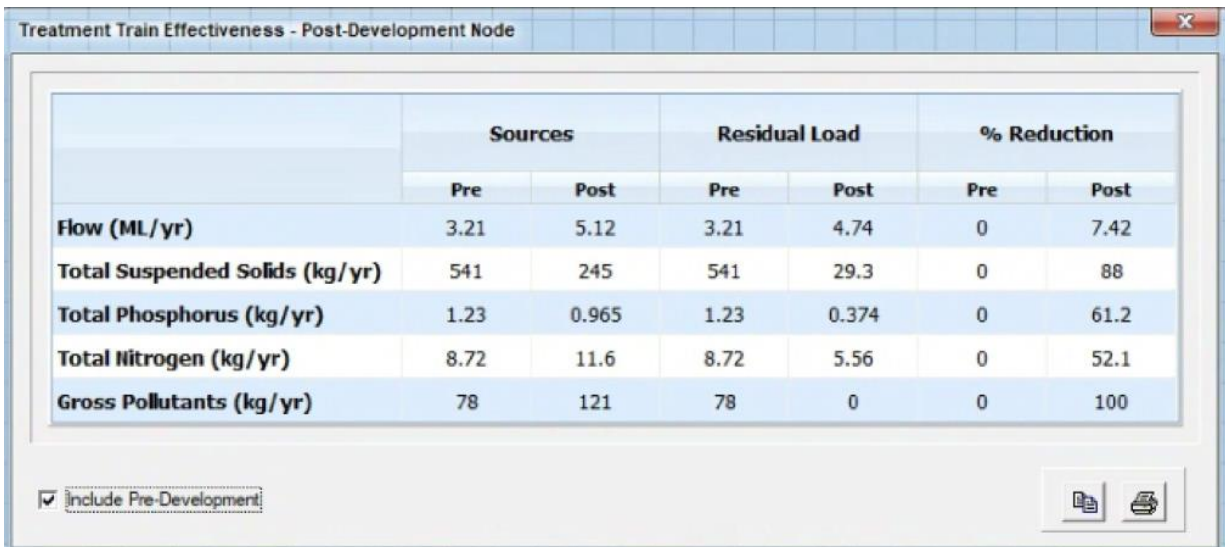 Treatment Train Effectiveness - Post-Development Node
Sources Residual Load % Reduction
Pre Post Pre Post Pre Post
Flow (ML/yr) 3.21 5.12 3.21 4.74 0 7.42
Total Suspended Solids (kg/yr) 541 245 541 29.3 0 88
Total Phosphorus (kg/yr) 1.23 0.965 1.23 0.374 0 61.2
Total Nitrogen (kg/yr) 8.72 11.6 8.72 5.56 0 52.1
Gross Pollutants (kg/yr) 78 121 78 0 0 100
Include Pre-Development